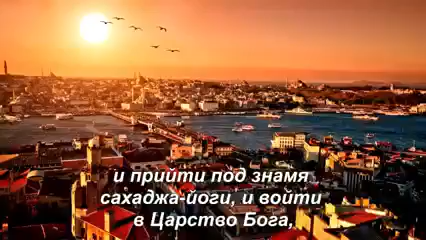 и прийти под знамя
сахаджа-йоги, и войти
в Царство Бога,